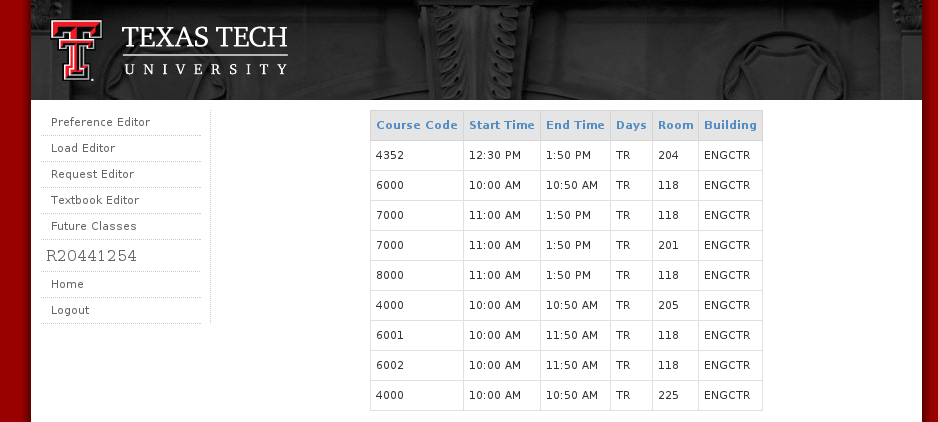 TEXAS TECH
UNIVERSITY
Preference Editor
Load Editor
Request Editor
Textbook Editor
Future Classes
R20441254
Home
Logout
Course Code Start Time End Time Days Room Building
4352 12:30 PM 1:50 PM TR 204 ENGCTR
6000 10:00 AM 10:50 AM TR 118 ENGCTR
7000 11:00 AM 1:50 PM TR 118 ENGCTR
7000 11:00 AM 1:50 PM TR 201 ENGCTR
8000 11:00 AM 1:50 PM TR 118 ENGCTR
4000 10:00 AM 10:50 AM TR 205 ENGCTR
6001 10:00 AM 11:50 AM TR 118 ENGCTR
6002 10:00 AM 11:50 AM TR 118 ENGCTR
4000 10:00 AM 10:50 AM TR 225 ENGCTR